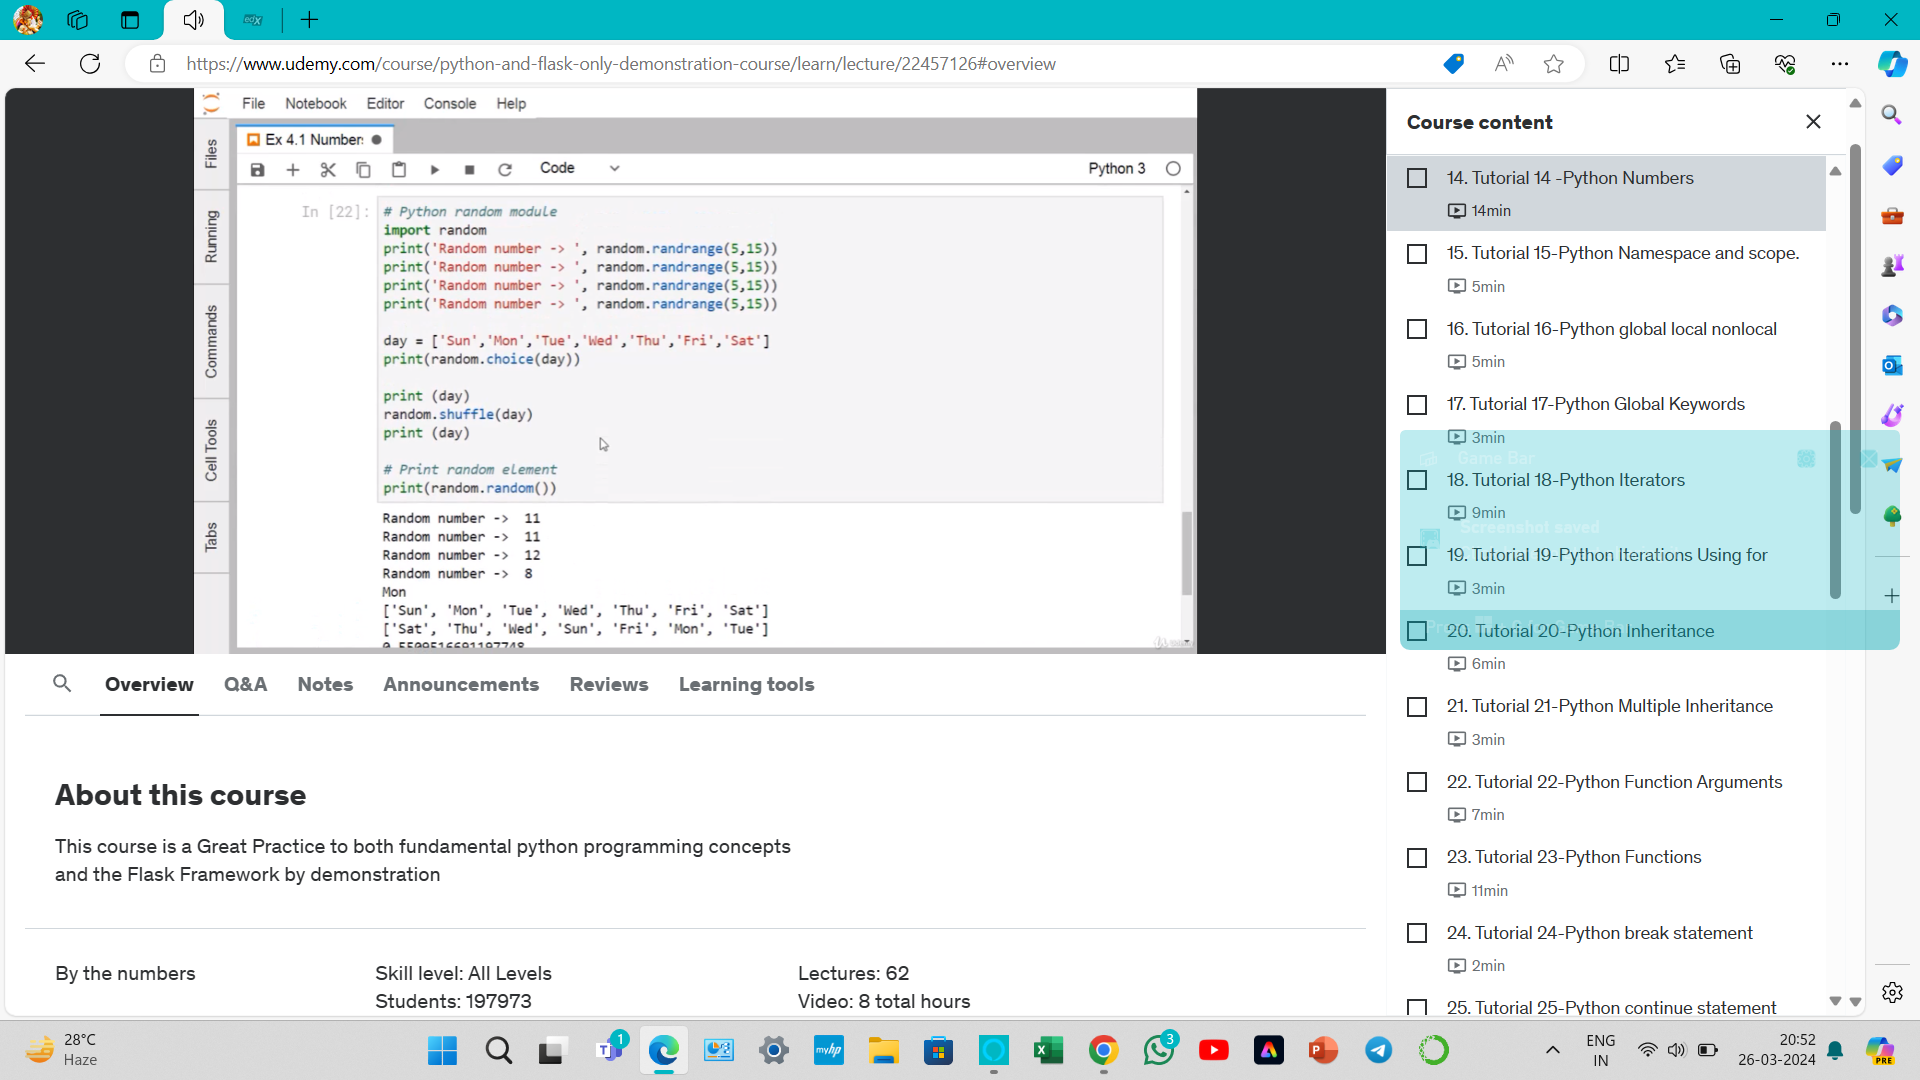 edX
https://www.udemy.com/course/python-and-flask-only-demonstration-course/learn/lecture/22457126#overview
File Notebook Editor Console Help
Ex 4.1 Number:
Code
Python 3
Files
Running
Commands
Cell Tools
Tabs
In [22]:
# Python random module
import random
print('Random number -> ', random.randrange(5,15))
print('Random number -> ', random.randrange(5,15))
print('Random number -> ', random.randrange(5,15))
print('Random number -> ', random.randrange(5,15))
day = ['Sun','Mon','Tue','Wed','Thu','Fri','Sat']
print(random.choice(day))
print (day)
random.shuffle(day)
print (day)
# Print random element
print(random.random())
Random number -> 11
Random number -> 11
Random number -> 12
Random number -> 8
Mon
['Sun', 'Mon', 'Tue', 'Wed', 'Thu', 'Fri', 'Sat']
['Sat', 'Thu', 'Wed', 'Sun', 'Fri', 'Mon', 'Tue']
Course content
14. Tutorial 14 -Python Numbers
14min
15. Tutorial 15-Python Namespace and scope.
5min
16. Tutorial 16-Python global local nonlocal
5min
17. Tutorial 17-Python Global Keywords
3min
Game Bar
18. Tutorial 18-Python Iterators
9min
Screenshot saved
19. Tutorial 19-Python Iterations Using for
3min
20. Tutorial 20-Python Inheritance
6min
21. Tutorial 21-Python Multiple Inheritance
3min
22. Tutorial 22-Python Function Arguments
7min
23. Tutorial 23-Python Functions
11min
24. Tutorial 24-Python break statement
2min
25. Tutorial 25-Python continue statement
Overview Q&A Notes Announcements Reviews Learning tools
About this course
This course is a Great Practice to both fundamental python programming concepts
and the Flask Framework by demonstration
By the numbers
Skill level: All Levels
Students: 197973
Lectures: 62
Video: 8 total hours
28°C
Haze
1
myhp
3
ENG
IN
20:52
26-03-2024
PRE